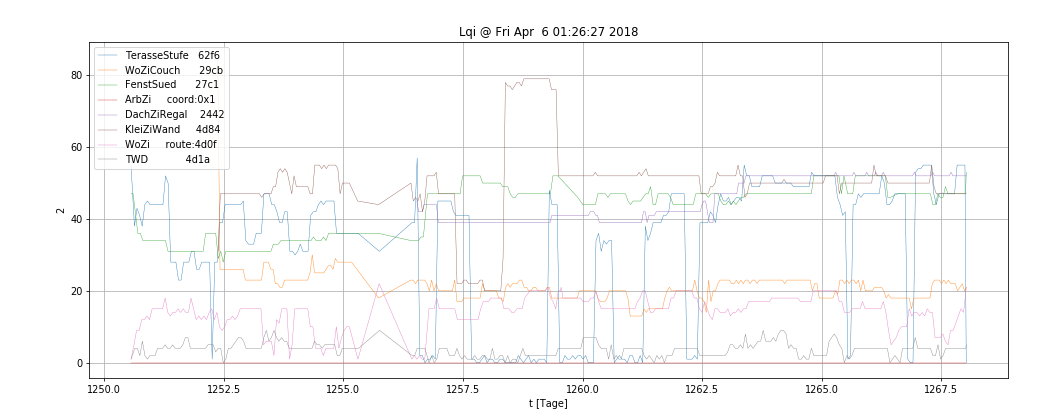 Lqi @ Fri Apr  6 01:26:27 2018
TerasseStufe 62f6
WoZiCouch 29cb
FenstSued 27c1
ArbZi coord:0x1
DachZiRegal 2442
KleiZiWand 4d84
WoZi route:4d0f
TWD 4d1a
80
60
40
20
0
2
1250.0 1252.5 1255.0 1257.5 1260.0 1262.5 1265.0 1267.5
t [Tage]